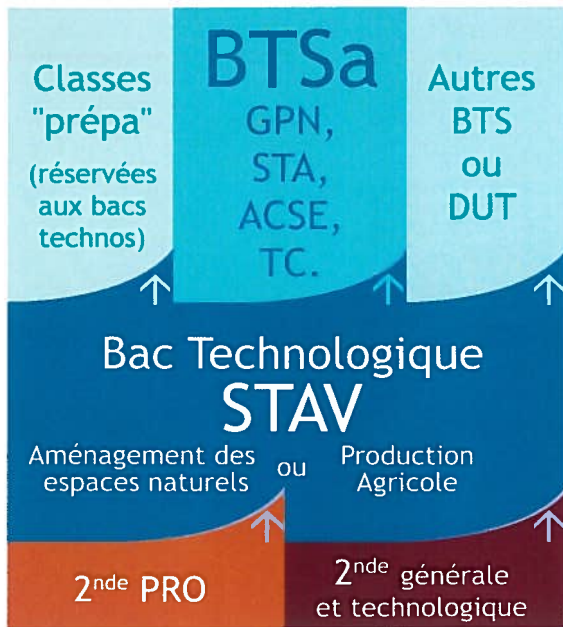 Classes
"prépa"
(réservées
aux bacs
technos)
BTSa
GPN,
STA,
ACSE,
TC.
Autres
BTS
ou
DUT
Bac Technologique
STAV
Aménagement des
espaces naturels
ou
Production
Agricole
2nde PRO
2nde générale
et technologique